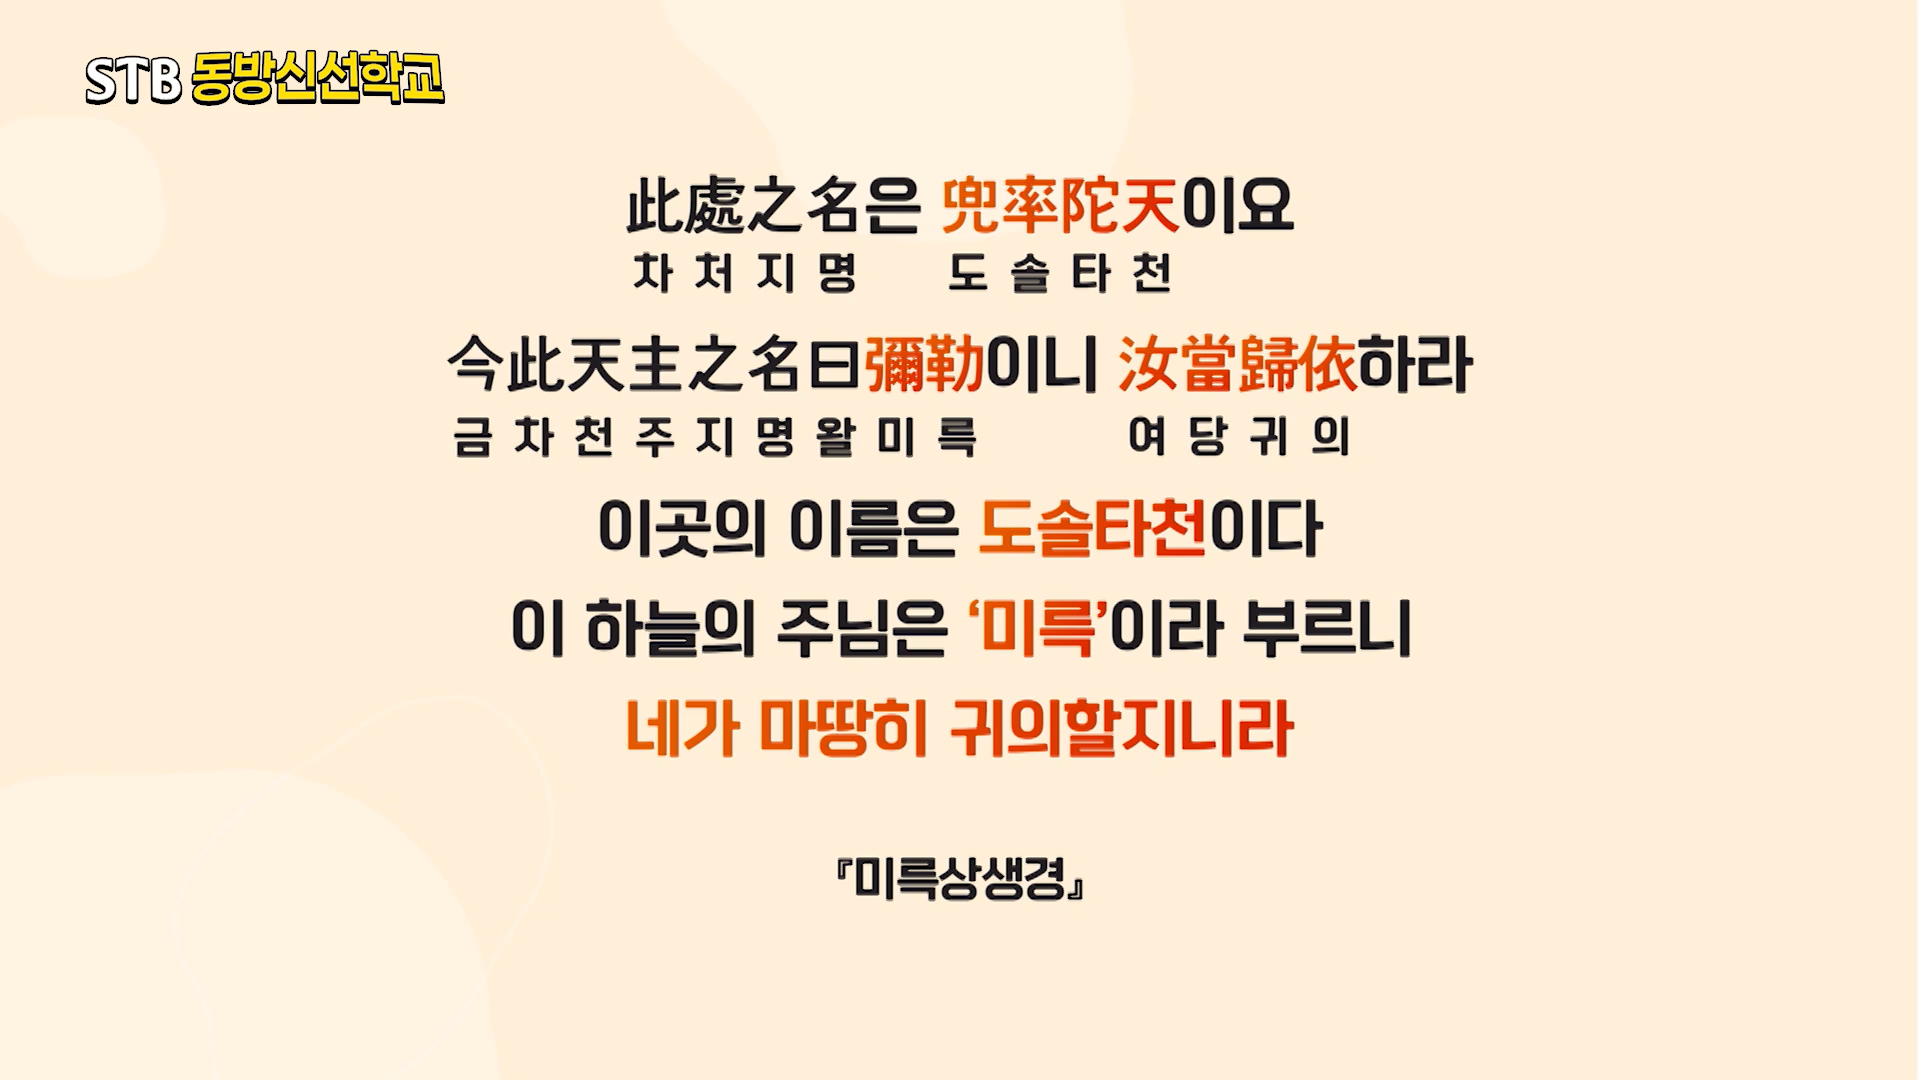 STB 동방신선학교
此處之名은 兜率陀天이요
차처지명 도솔타천
今此天主之名曰彌勒이니 汝當歸依하라
금차천주지명왈미륵 여당귀의
이곳의 이름은 도솔타천이다
이 하늘의 주님은 ‘미륵’이라 부르니
네가 마땅히 귀의할지니라
『미륵상생경』